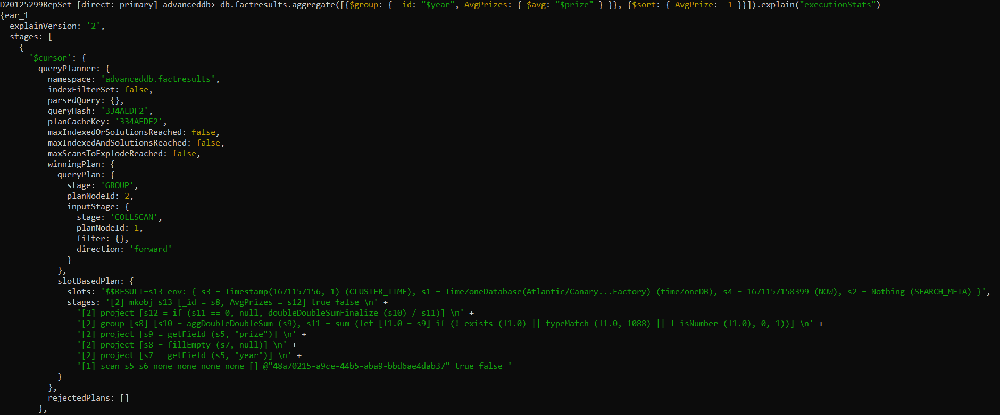 D20125299RepSet [direct: primary] advanceddb> db.factresults.aggregate([{$group: { _id: "$year", AvgPrizes: { $avg: "$prize" } }}, {$sort: { AvgPrize: -1 }}]).explain("executionStats")
{ear_1
  explainVersion: '2',
  stages: [
    {
      '$cursor': {
        queryPlanner: {
          namespace: 'advanceddb.factresults',
          indexFilterSet: false,
          parsedQuery: {},
          queryHash: '334AEDF2',
          planCacheKey: '334AEDF2',
          maxIndexedOrSolutionsReached: false,
          maxIndexedAndSolutionsReached: false,
          maxScansToExplodeReached: false,
          winningPlan: {
            queryPlan: {
              stage: 'GROUP',
              planNodeId: 2,
              inputStage: {
                stage: 'COLLSCAN',
                planNodeId: 1,
                filter: {},
                direction: 'forward'
              }
            },
            slotBasedPlan: {
              slots: '$$RESULT=s13 env: { s3 = Timestamp(1671157156, 1) (CLUSTER_TIME), s1 = TimeZoneDatabase(Atlantic/Canary...Factory) (timeZoneDB), s4 = 1671157158399 (NOW), s2 = Nothing (SEARCH_META) }',
              stages: '[2] mkobj s13 [_id = s8, AvgPrizes = s12] true false \n' +
                '[2] project [s12 = if (s11 == 0, null, doubleDoubleSumFinalize (s10) / s11)] \n' +
                '[2] group [s8] [s10 = aggDoubleDoubleSum (s9), s11 = sum (let [l1.0 = s9] if (! exists (l1.0) || typeMatch (l1.0, 1088) || ! isNumber (l1.0), 0, 1))] \n' +
                '[2] project [s9 = getField (s5, "prize")] \n' +
                '[2] project [s8 = fillEmpty (s7, null)] \n' +
                '[2] project [s7 = getField (s5, "year")] \n' +
                '[1] scan s5 s6 none none none none [] @"48a70215-a9ce-44b5-aba9-bbd6ae4dab37" true false '
            }
          },
          rejectedPlans: []
        },